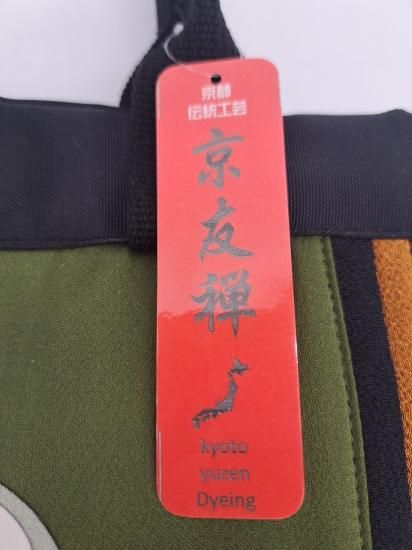 京都
伝統工芸
京友禅
kyoto
yuzen
Dyeing